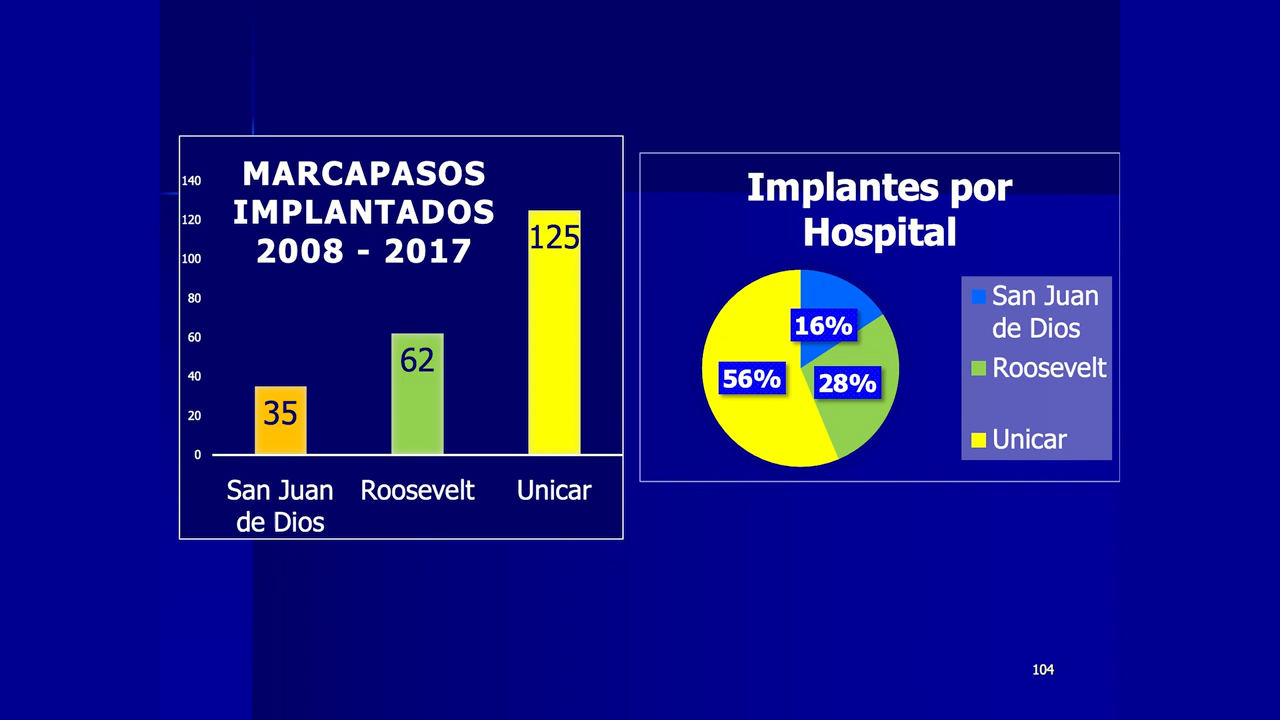 MARCAPASOS
IMPLANTADOS
2008 - 2017
140
120
100
80
60
40
20
0
35
62
125
San Juan
de Dios
Roosevelt
Unicar
Implantes por
Hospital
16%
28%
56%
San Juan
de Dios
Roosevelt
Unicar
104